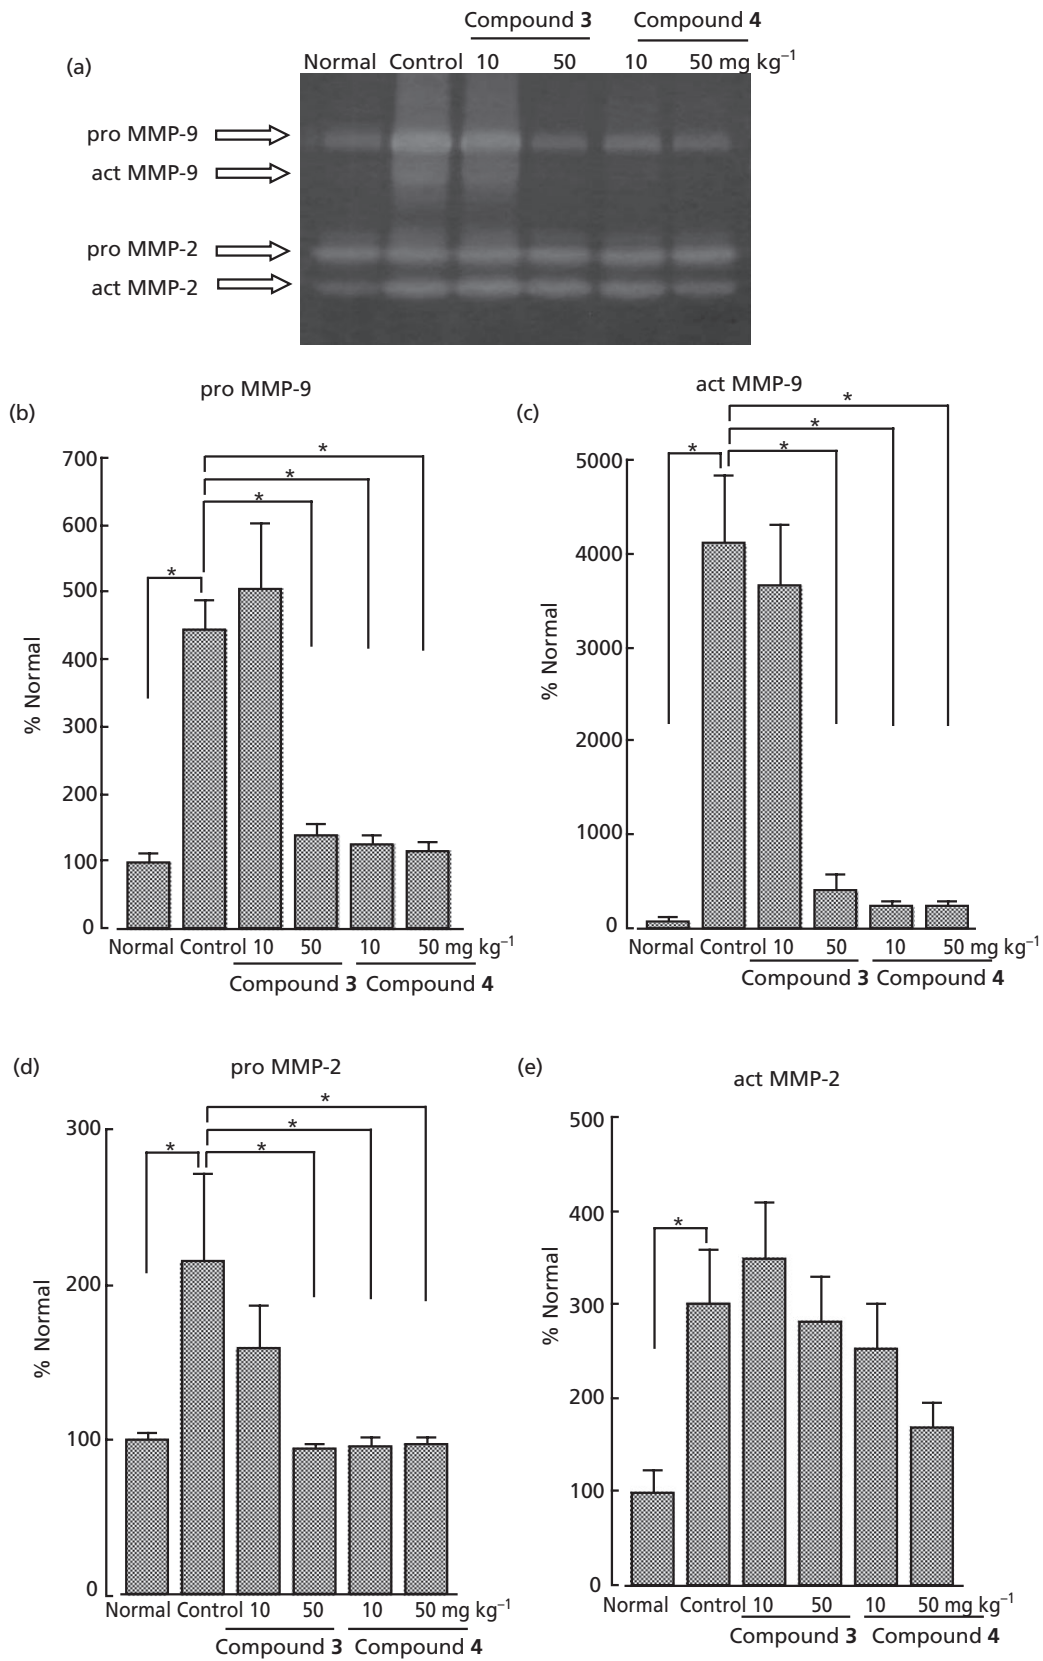 Compound 3 Compound 4
(a) Normal Control 10 50 10 50 mg kg–1
pro MMP-9
act MMP-9
pro MMP-2
act MMP-2
(b) pro MMP-9
700
600
500
400
300
200
100
0
% Normal
* * * *
Normal Control 10 50 10 50 mg kg–1
Compound 3 Compound 4
(c) act MMP-9
5000
4000
3000
2000
1000
0
% Normal
* * * *
Normal Control 10 50 10 50 mg kg–1
Compound 3 Compound 4
(d) pro MMP-2
300
200
100
0
% Normal
* * * *
Normal Control 10 50 10 50 mg kg–1
Compound 3 Compound 4
(e) act MMP-2
500
400
300
200
100
0
% Normal
*
Normal Control 10 50 10 50 mg kg–1
Compound 3 Compound 4